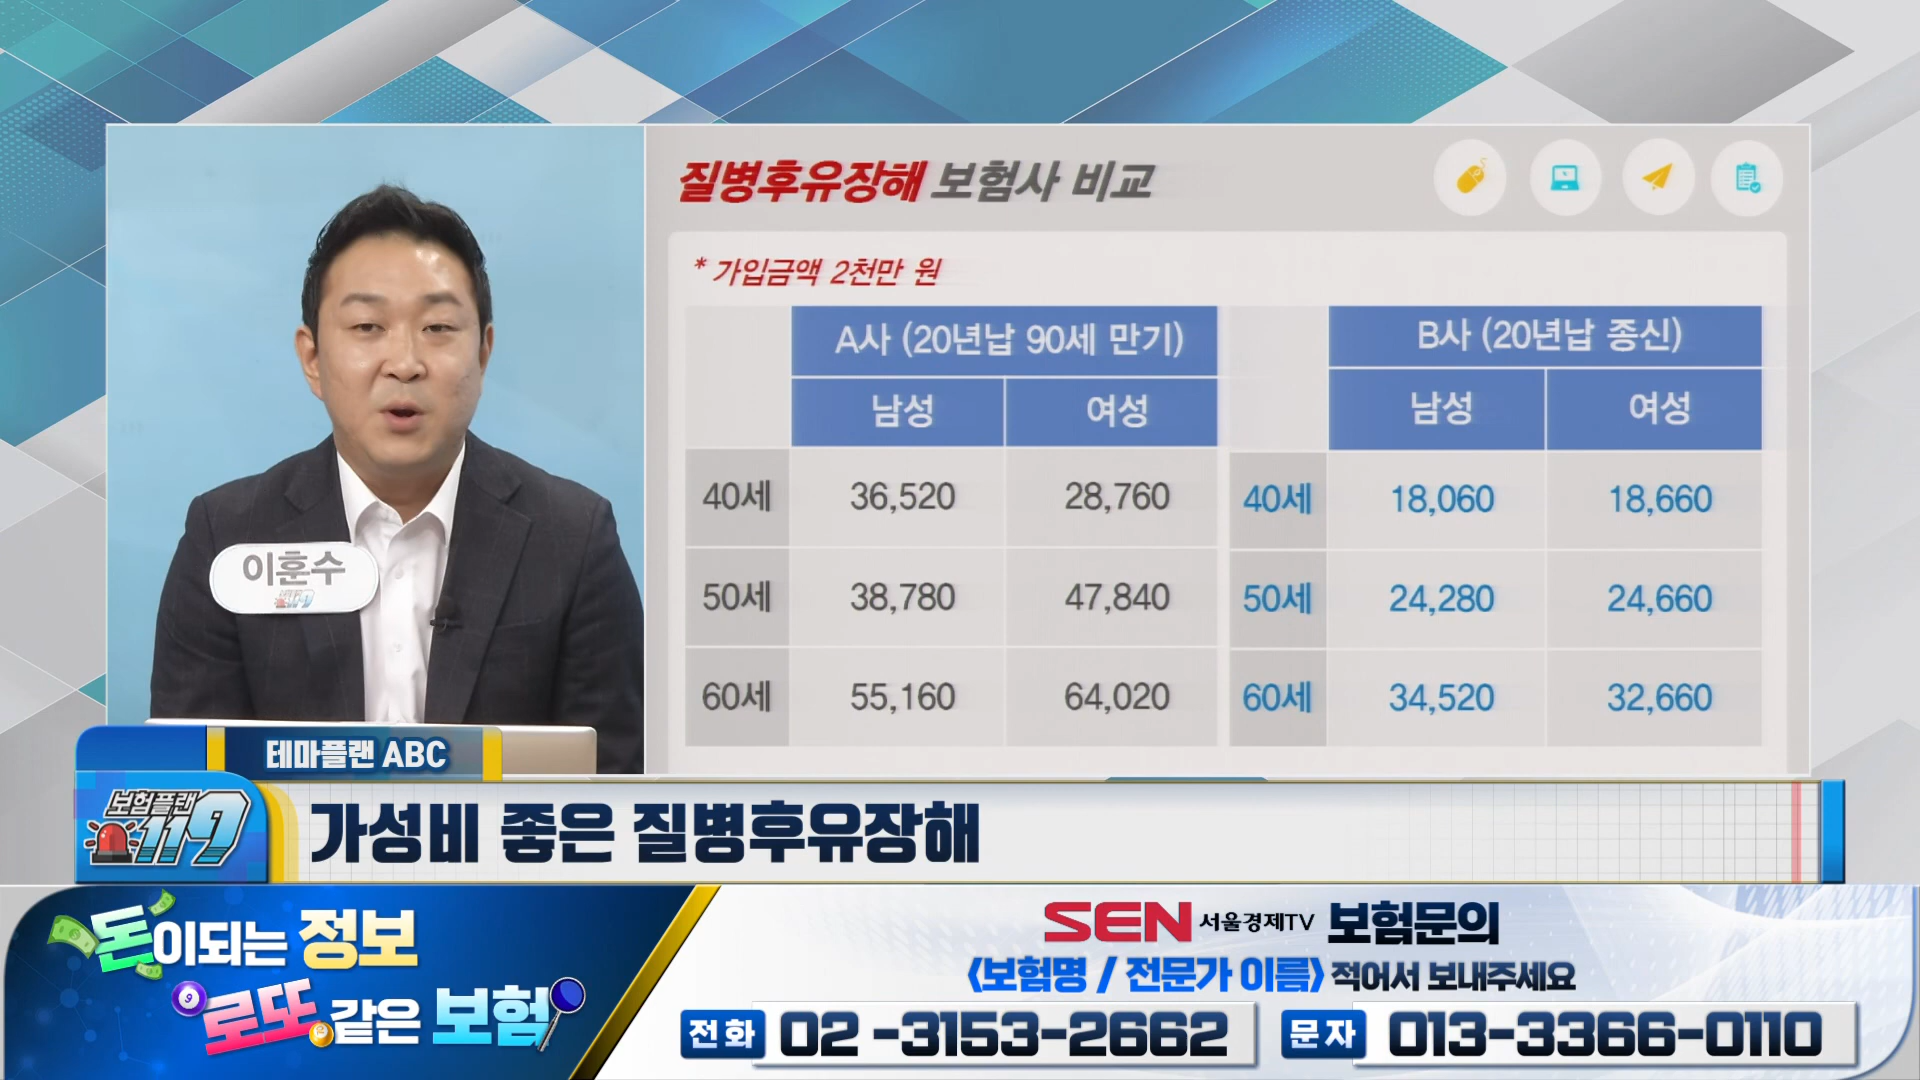 질병후유장해 보험사 비교
* 가입금액 2천만 원
A사 (20년납 90세 만기)
B사 (20년납 종신)
남성 여성 남성 여성
40세 36,520 28,760 40세 18,060 18,660
50세 38,780 47,840 50세 24,280 24,660
60세 55,160 64,020 60세 34,520 32,660
이훈수
테마플랜 ABC
보험플랜
119
가성비 좋은 질병후유장해
돈이되는 정보
로또 같은 보험
SEN 서울경제TV 보험문의
〈보험명 / 전문가 이름〉 적어서 보내주세요
전화 02-3153-2662 문자 013-3366-0110